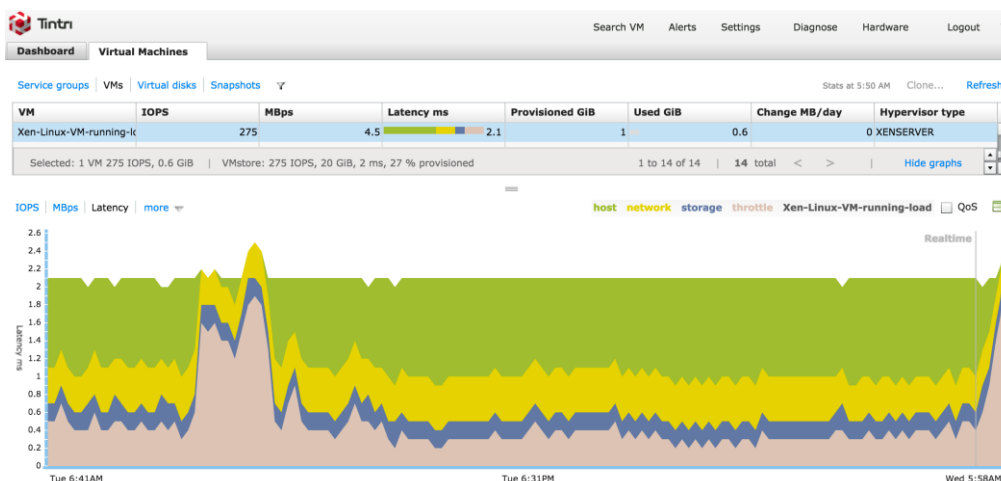 Tintri
Search VM Alerts Settings Diagnose Hardware Logout
Dashboard Virtual Machines
Service groups VMs Virtual disks Snapshots Stats at 5:50 AM Clone... Refresh
VM IOPS MBps Latency ms Provisioned GiB Used GiB Change MB/day Hypervisor type
Xen-Linux-VM-running-lo 275 4.5 2.1 1 0.6 0 XENSERVER
Selected: 1 VM 275 IOPS, 0.6 GiB | VMstore: 275 IOPS, 20 GiB, 2 ms, 27 % provisioned 1 to 14 of 14 | 14 total < > | Hide graphs
IOPS MBps Latency more host network storage throttle Xen-Linux-VM-running-load QoS
Realtime
Latency ms
2.6
2.4
2.2
2
1.8
1.6
1.4
1.2
1
0.8
0.6
0.4
0.2
0
Tue 6:41AM Tue 6:31PM Wed 5:58AM